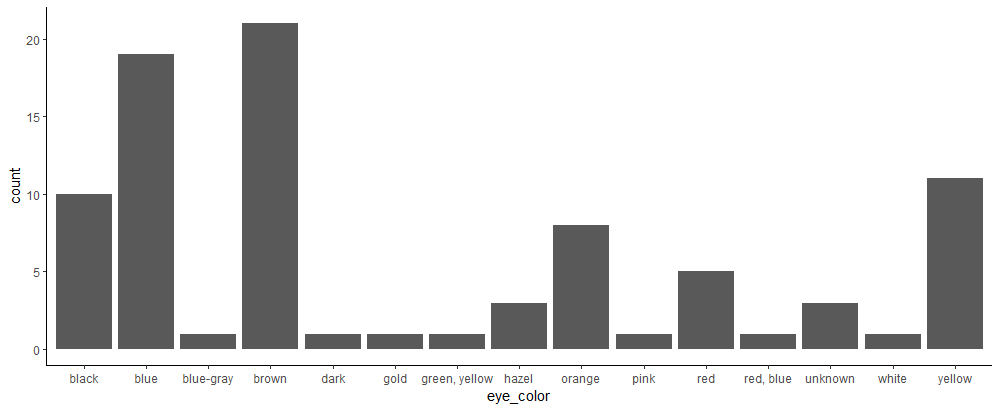 20
15
10
5
0
count
black blue blue-gray brown dark gold green, yellow hazel orange pink red red, blue unknown white yellow
eye_color